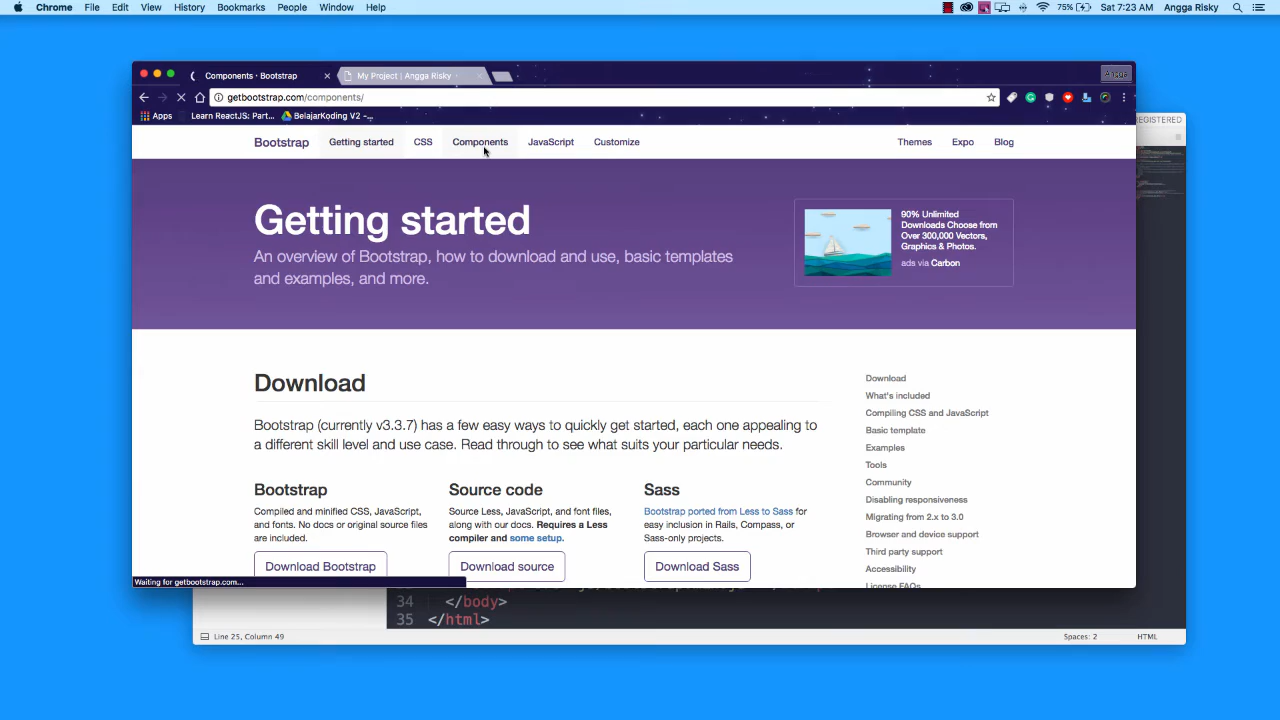 Chrome File Edit View History Bookmarks People Window Help 75% Sat 7:23 AM Angga Risky
Components · Bootstrap
My Project | Angga Risky
getbootstrap.com/components/
Apps Learn ReactJS: Part... BelajarKoding V2 -...
REGISTERED
Bootstrap Getting started CSS Components JavaScript Customize Themes Expo Blog
Getting started
An overview of Bootstrap, how to download and use, basic templates
and examples, and more.
90% Unlimited
Downloads Choose from
Over 300,000 Vectors,
Graphics & Photos.
ads via Carbon
Download
Bootstrap (currently v3.3.7) has a few easy ways to quickly get started, each one appealing to
a different skill level and use case. Read through to see what suits your particular needs.
Bootstrap
Compiled and minified CSS, JavaScript,
and fonts. No docs or original source files
are included.
Download Bootstrap
Source code
Source Less, JavaScript, and font files,
along with our docs. Requires a Less
compiler and some setup.
Download source
Sass
Bootstrap ported from Less to Sass for
easy inclusion in Rails, Compass, or
Sass-only projects.
Download Sass
Download
What's included
Compiling CSS and JavaScript
Basic template
Examples
Tools
Community
Disabling responsiveness
Migrating from 2.x to 3.0
Browser and device support
Third party support
Accessibility
License FAQs
Waiting for getbootstrap.com...
34 </body>
35 </html>
Line 25, Column 49 Spaces: 2 HTML